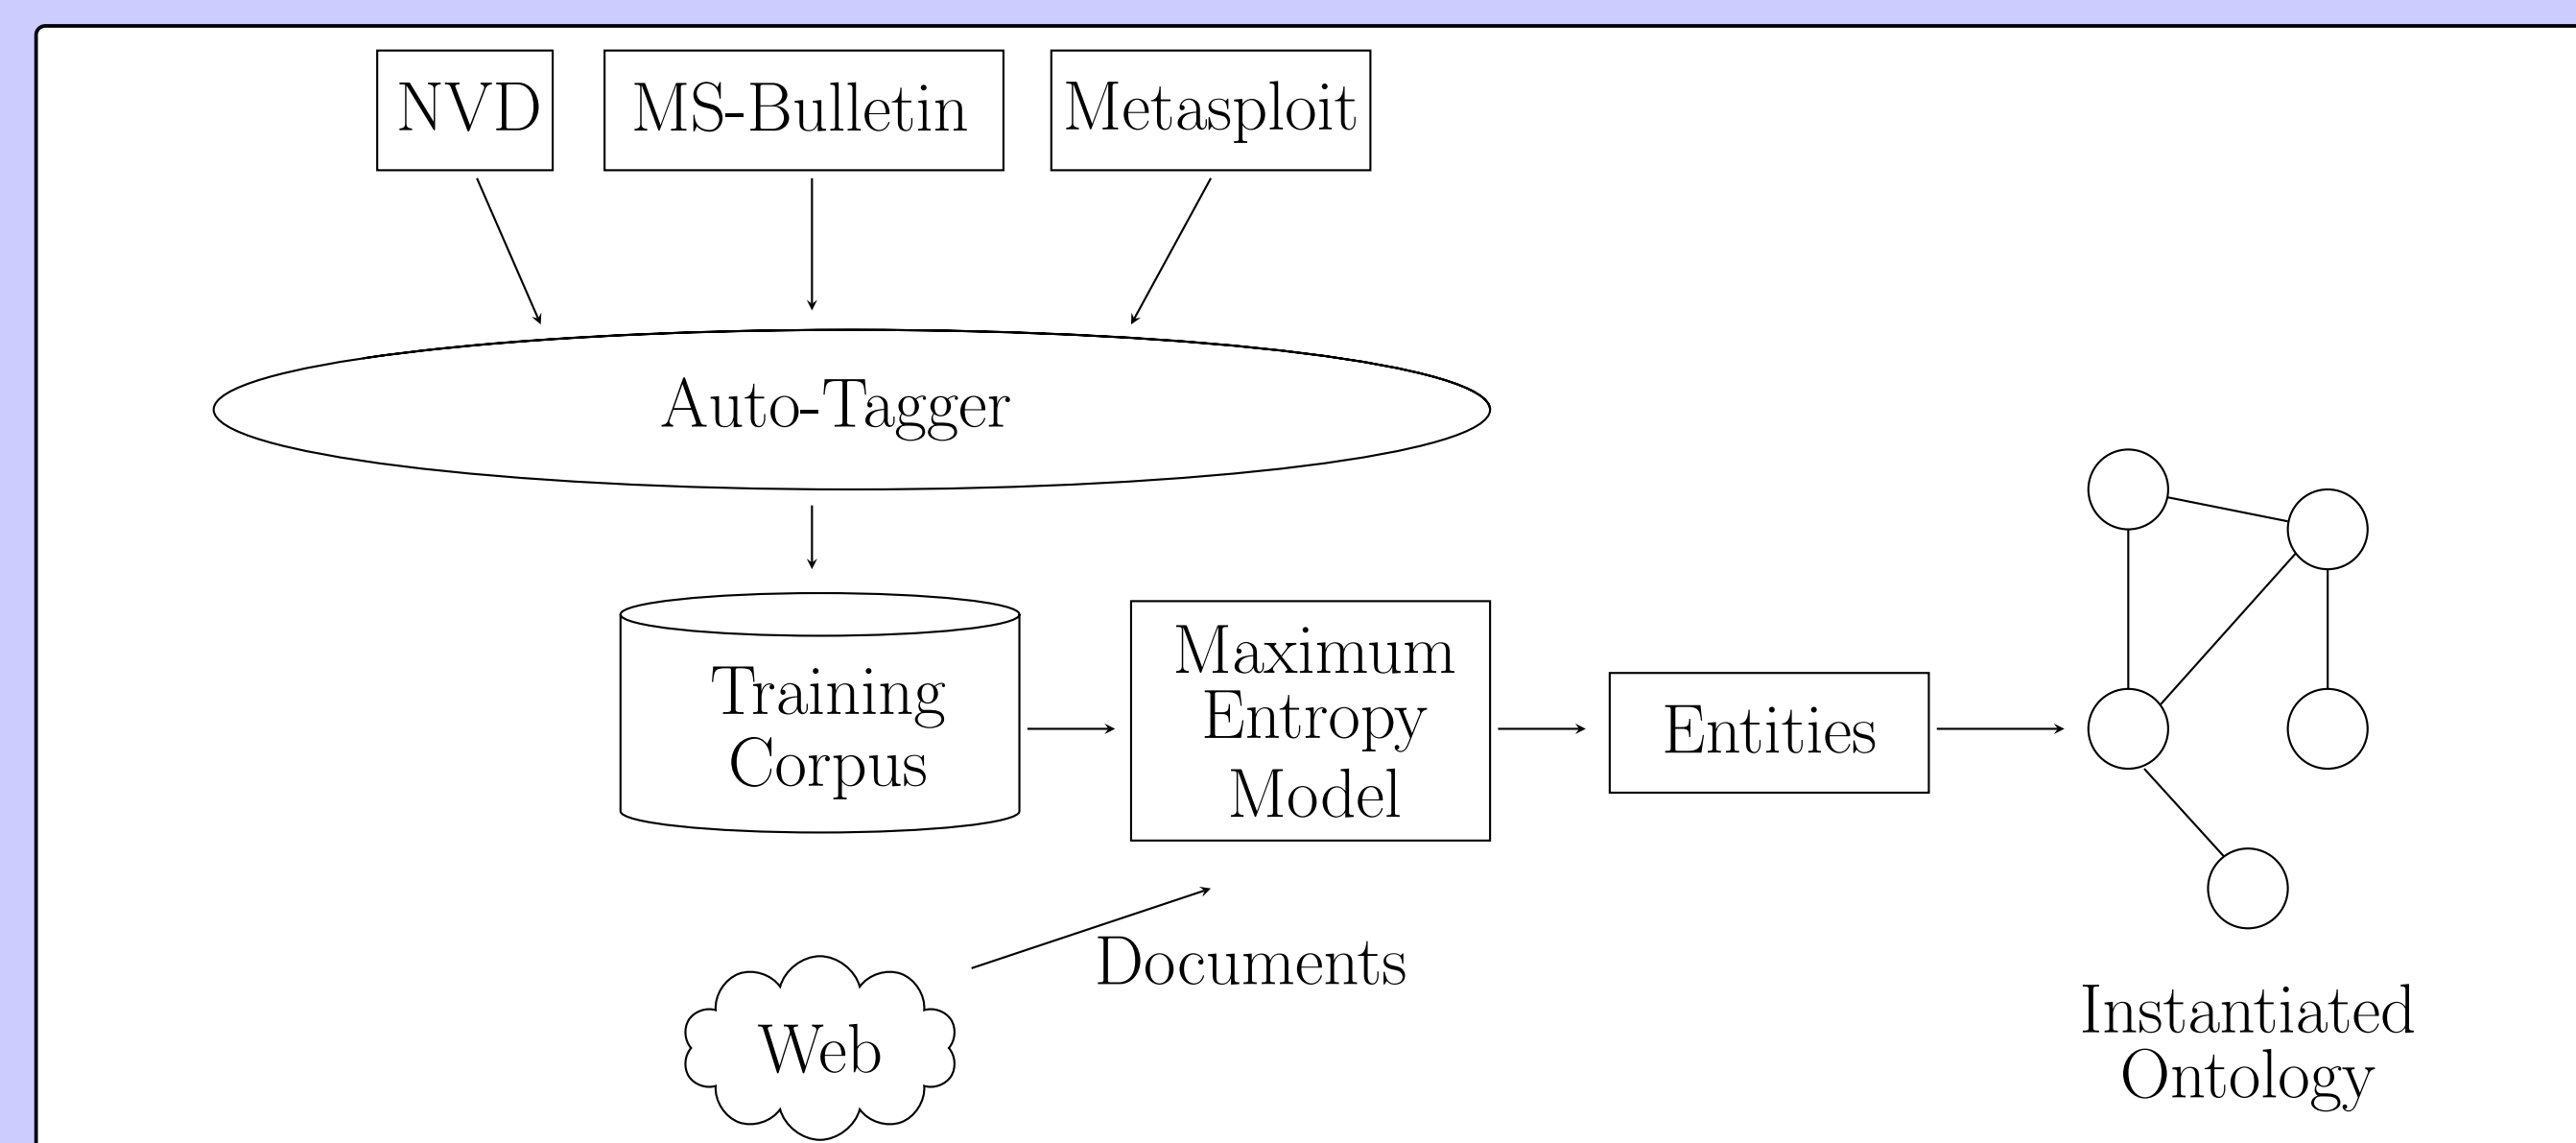 NVD
MS-Bulletin
Metasploit
Auto-Tagger
Training
Corpus
Maximum
Entropy
Model
Entities
Documents
Web
Instantiated
Ontology